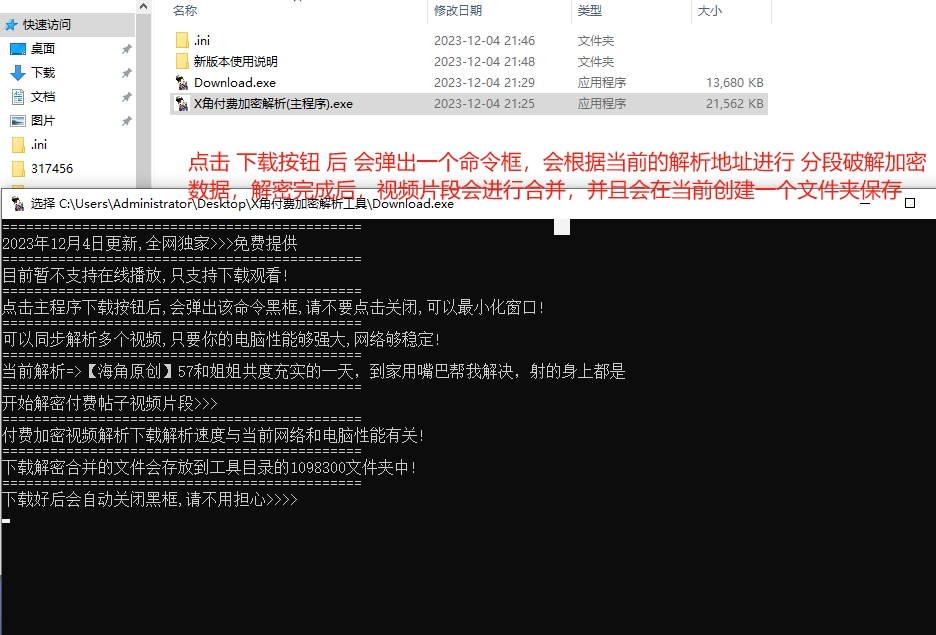 名称 修改日期 类型 大小
快速访问
桌面
下载
文档
图片
.ini
317456
.ini 2023-12-04 21:46 文件夹
新版本使用说明 2023-12-04 21:48 文件夹
Download.exe 2023-12-04 21:29 应用程序 13,680 KB
X角付费加密解析(主程序).exe 2023-12-04 21:25 应用程序 21,562 KB
点击 下载按钮 后 会弹出一个命令框，会根据当前的解析地址进行 分段破解加密
数据，解密完成后，视频片段会进行合并，并且会在当前创建一个文件夹保存
选择 C:\Users\Administrator\Desktop\X角付费加密解析工具\Download.exe
=============================================
2023年12月4日更新,全网独家>>>免费提供
=============================================
目前暂不支持在线播放,只支持下载观看!
=============================================
点击主程序下载按钮后,会弹出该命令黑框,请不要点击关闭,可以最小化窗口!
=============================================
可以同步解析多个视频,只要你的电脑性能够强大,网络够稳定!
=============================================
当前解析=>【海角原创】57和姐姐共度充实的一天，到家用嘴巴帮我解决，射的身上都是
=============================================
开始解密付费帖子视频片段>>>
=============================================
付费加密视频解析下载解析速度与当前网络和电脑性能有关!
=============================================
下载解密合并的文件会存放到工具目录的1098300文件夹中!
=============================================
下载好后会自动关闭黑框,请不用担心>>>>